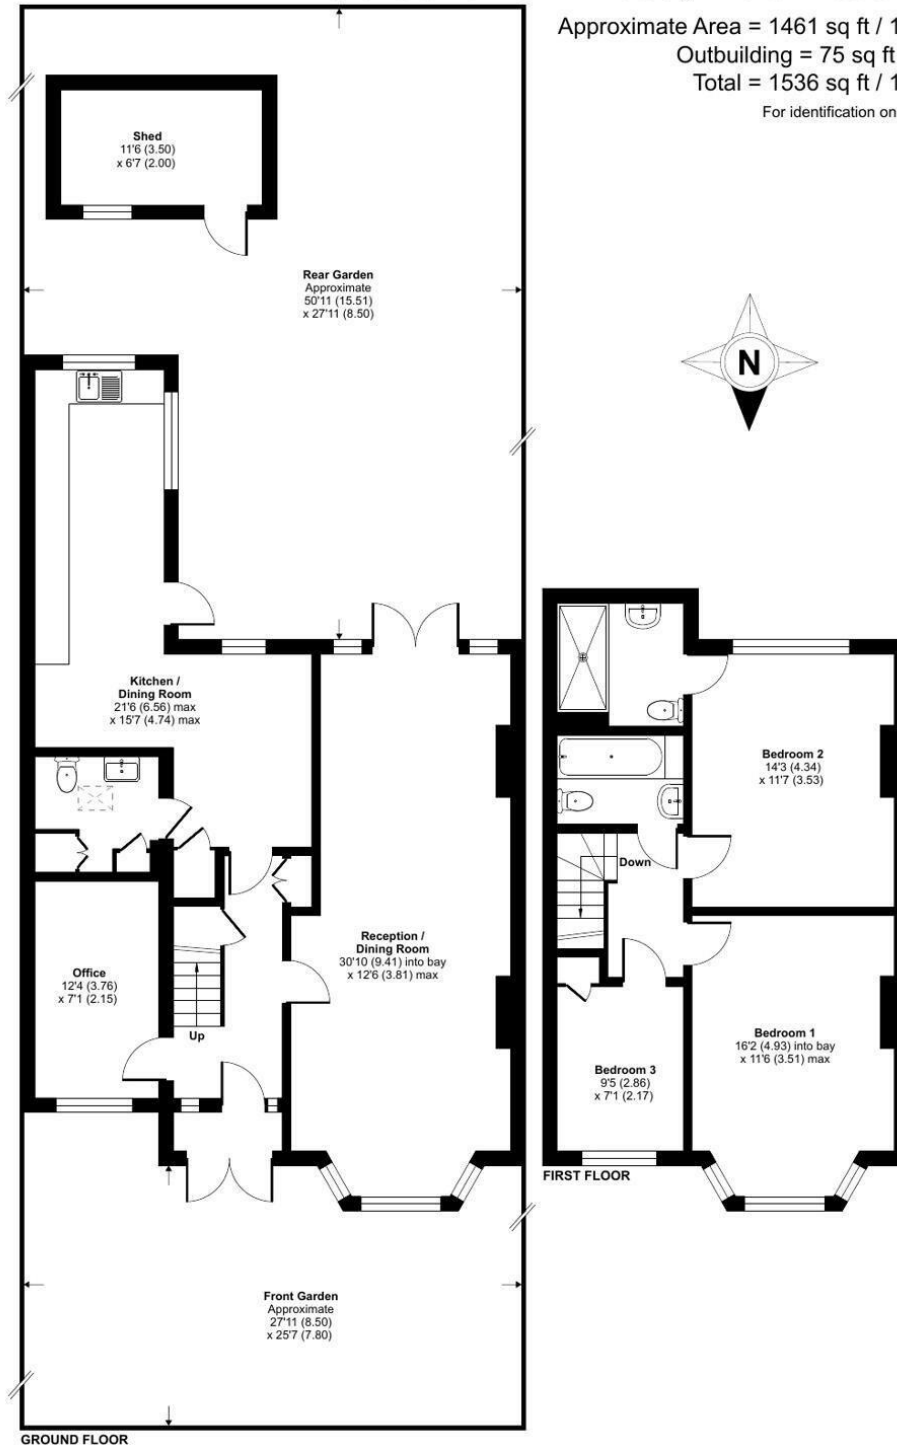 Approximate Area = 1461 sq ft / 1
Outbuilding = 75 sq ft
Total = 1536 sq ft / 1
For identification on
Shed
11'6 (3.50)
x 6'7 (2.00)
Rear Garden
Approximate
50'11 (15.51)
x 27'11 (8.50)
N
Kitchen /
Dining Room
21'6 (6.56) max
x 15'7 (4.74) max
Bedroom 2
14'3 (4.34)
x 11'7 (3.53)
Down
Reception /
Dining Room
30'10 (9.41) into bay
x 12'6 (3.81) max
Office
12'4 (3.76)
x 7'1 (2.15)
Up
Bedroom 1
16'2 (4.93) into bay
x 11'6 (3.51) max
Bedroom 3
9'5 (2.86)
x 7'1 (2.17)
FIRST FLOOR
Front Garden
Approximate
27'11 (8.50)
x 25'7 (7.80)
GROUND FLOOR